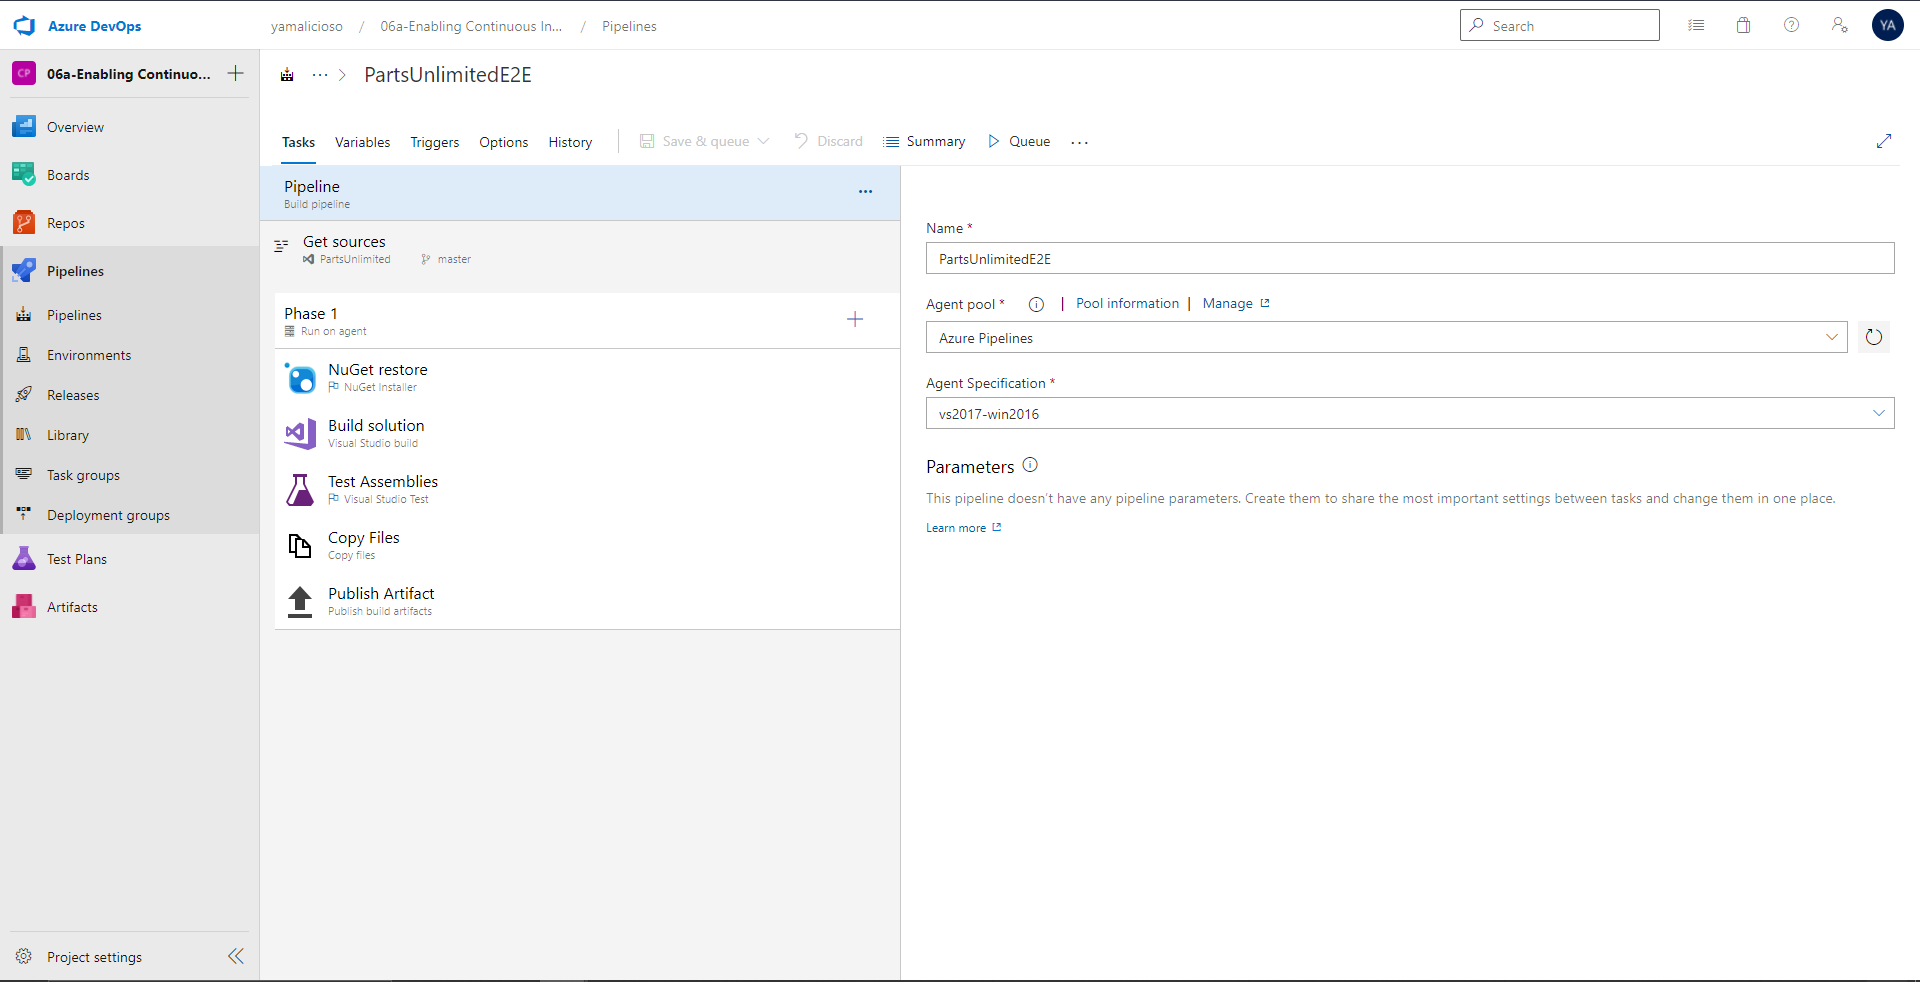 Azure DevOps
yamalicioso / 06a-Enabling Continuous In... / Pipelines
Search
YA
CP 06a-Enabling Continuo...
Overview
Boards
Repos
Pipelines
Pipelines
Environments
Releases
Library
Task groups
Deployment groups
Test Plans
Artifacts
Project settings
PartsUnlimitedE2E
Tasks Variables Triggers Options History Save & queue Discard Summary Queue ...
Pipeline
Build pipeline
Get sources
PartsUnlimited master
Phase 1
Run on agent
NuGet restore
NuGet Installer
Build solution
Visual Studio build
Test Assemblies
Visual Studio Test
Copy Files
Copy files
Publish Artifact
Publish build artifacts
Name *
PartsUnlimitedE2E
Agent pool * | Pool information | Manage
Azure Pipelines
Agent Specification *
vs2017-win2016
Parameters
This pipeline doesn't have any pipeline parameters. Create them to share the most important settings between tasks and change them in one place.
Learn more